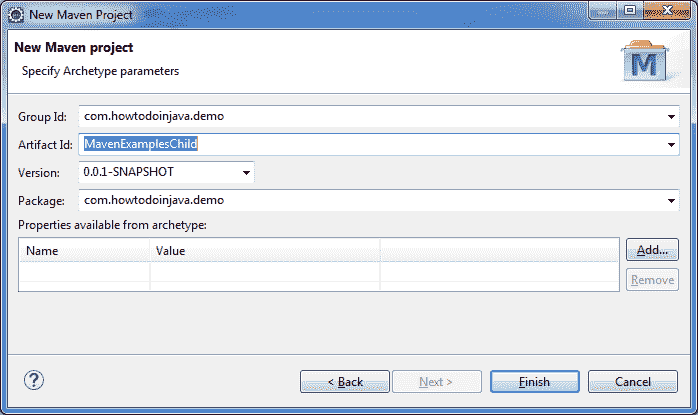 New Maven Project
New Maven project
Specify Archetype parameters
M
Group Id: com.howtodoinjava.demo
Artifact Id: MavenExamplesChild
Version: 0.0.1-SNAPSHOT
Package: com.howtodoinjava.demo
Properties available from archetype:
Name Value
Add...
Remove
? < Back Next > Finish Cancel